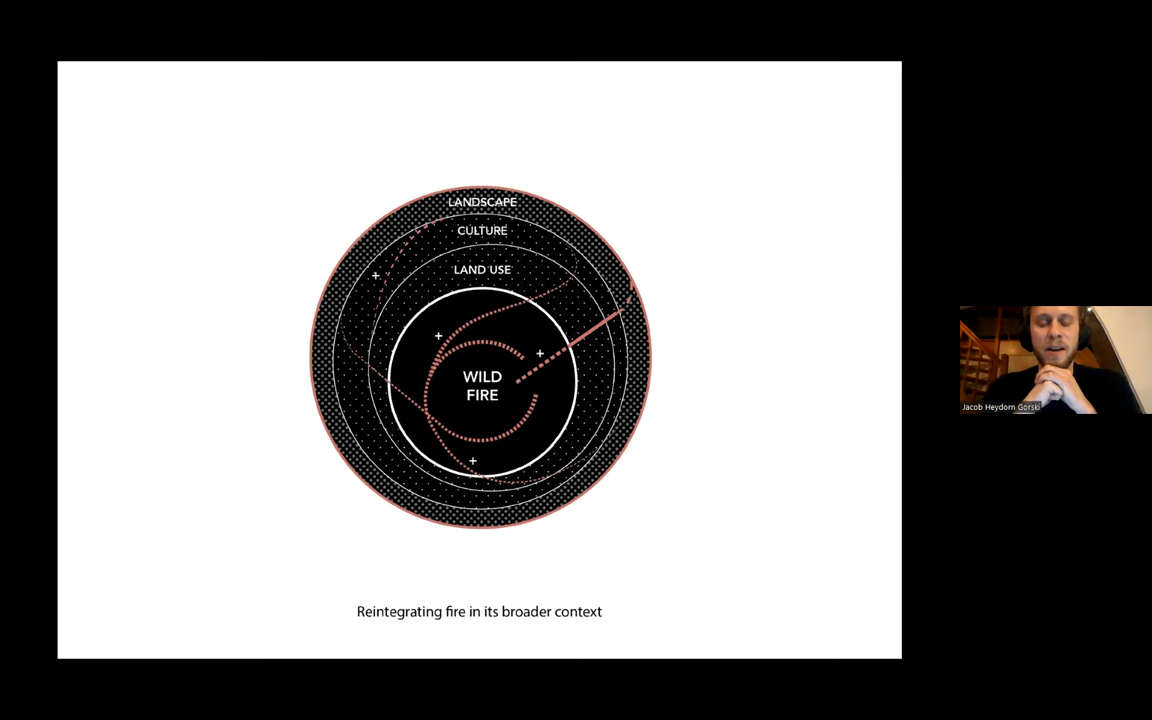 LANDSCAPE
CULTURE
LAND USE
WILD
FIRE
Reintegrating fire in its broader context
Jacob Heydorn Gorski